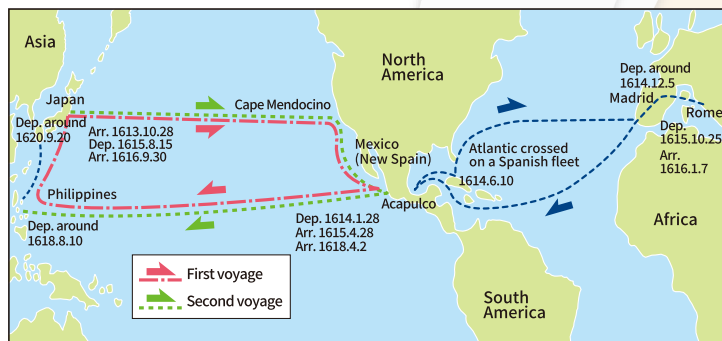 Asia
North
America
Japan
Cape Mendocino
Dep. around
1620.9.20
Arr. 1613.10.28
Dep. 1615.8.15
Arr. 1616.9.30
Mexico
(New Spain)
Philippines
Dep. around
1618.8.10
Acapulco
Dep. 1614.1.28
Arr. 1615.4.28
Arr. 1618.4.2
Atlantic crossed
on a Spanish fleet
1614.6.10
Dep. around
1614.12.5
Madrid
Rome
Dep.
1615.10.25
Arr.
1616.1.7
Africa
South
America
First voyage
Second voyage